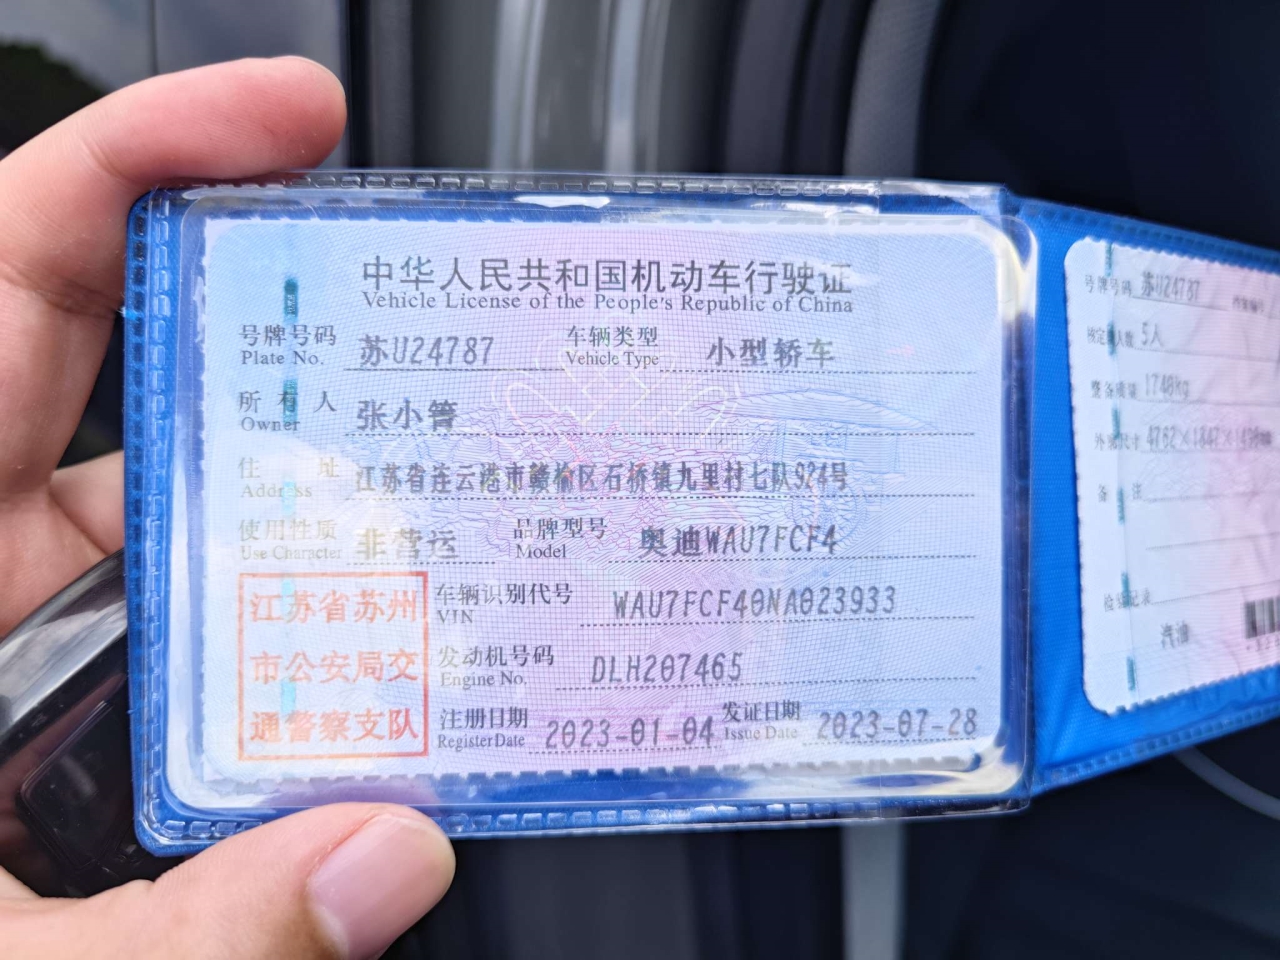 中华人民共和国机动车行驶证
Vehicle License of the People's Republic of China
号牌号码 苏U24787 车辆类型 小型轿车
Plate No. Vehicle Type
所有人 张小箐
Owner
住址 江苏省连云港市赣榆区石桥镇九里村七队924号
Address
使用性质 非营运 品牌型号 奥迪WAU7FCF4
Use Character Model
车辆识别代号 WAU7FCF40NA023933
VIN
发动机号码 DLH207465
Engine No.
注册日期 2023-01-04 发证日期 2023-07-28
Register Date Issue Date
江苏省苏州
市公安局交
通警察支队
号牌号码 苏U24787
核定载人数 5人
整备质量 1740kg
外廓尺寸
备注
检验记录
汽油